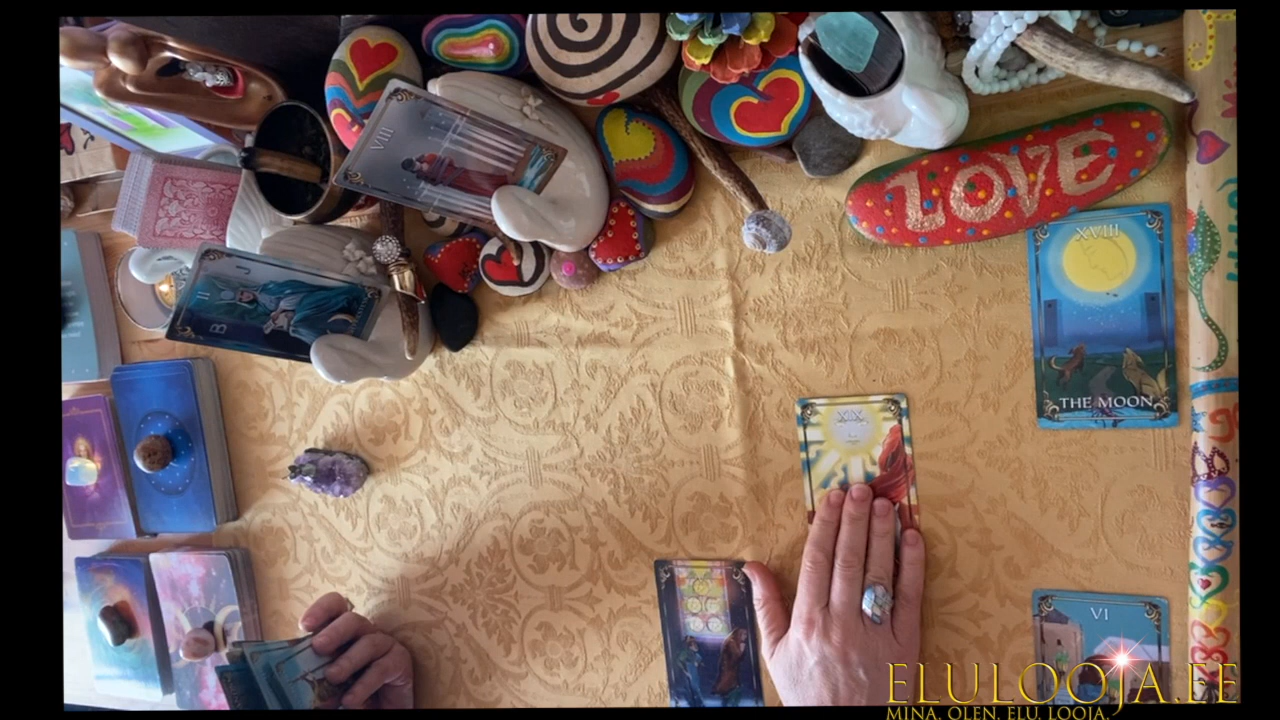 VIII
LOVE
XVIII
THE MOON
B
II
J
XIX
VI
ELULOOJA.EE
MINA. OLEN. ELU. LOOJA.